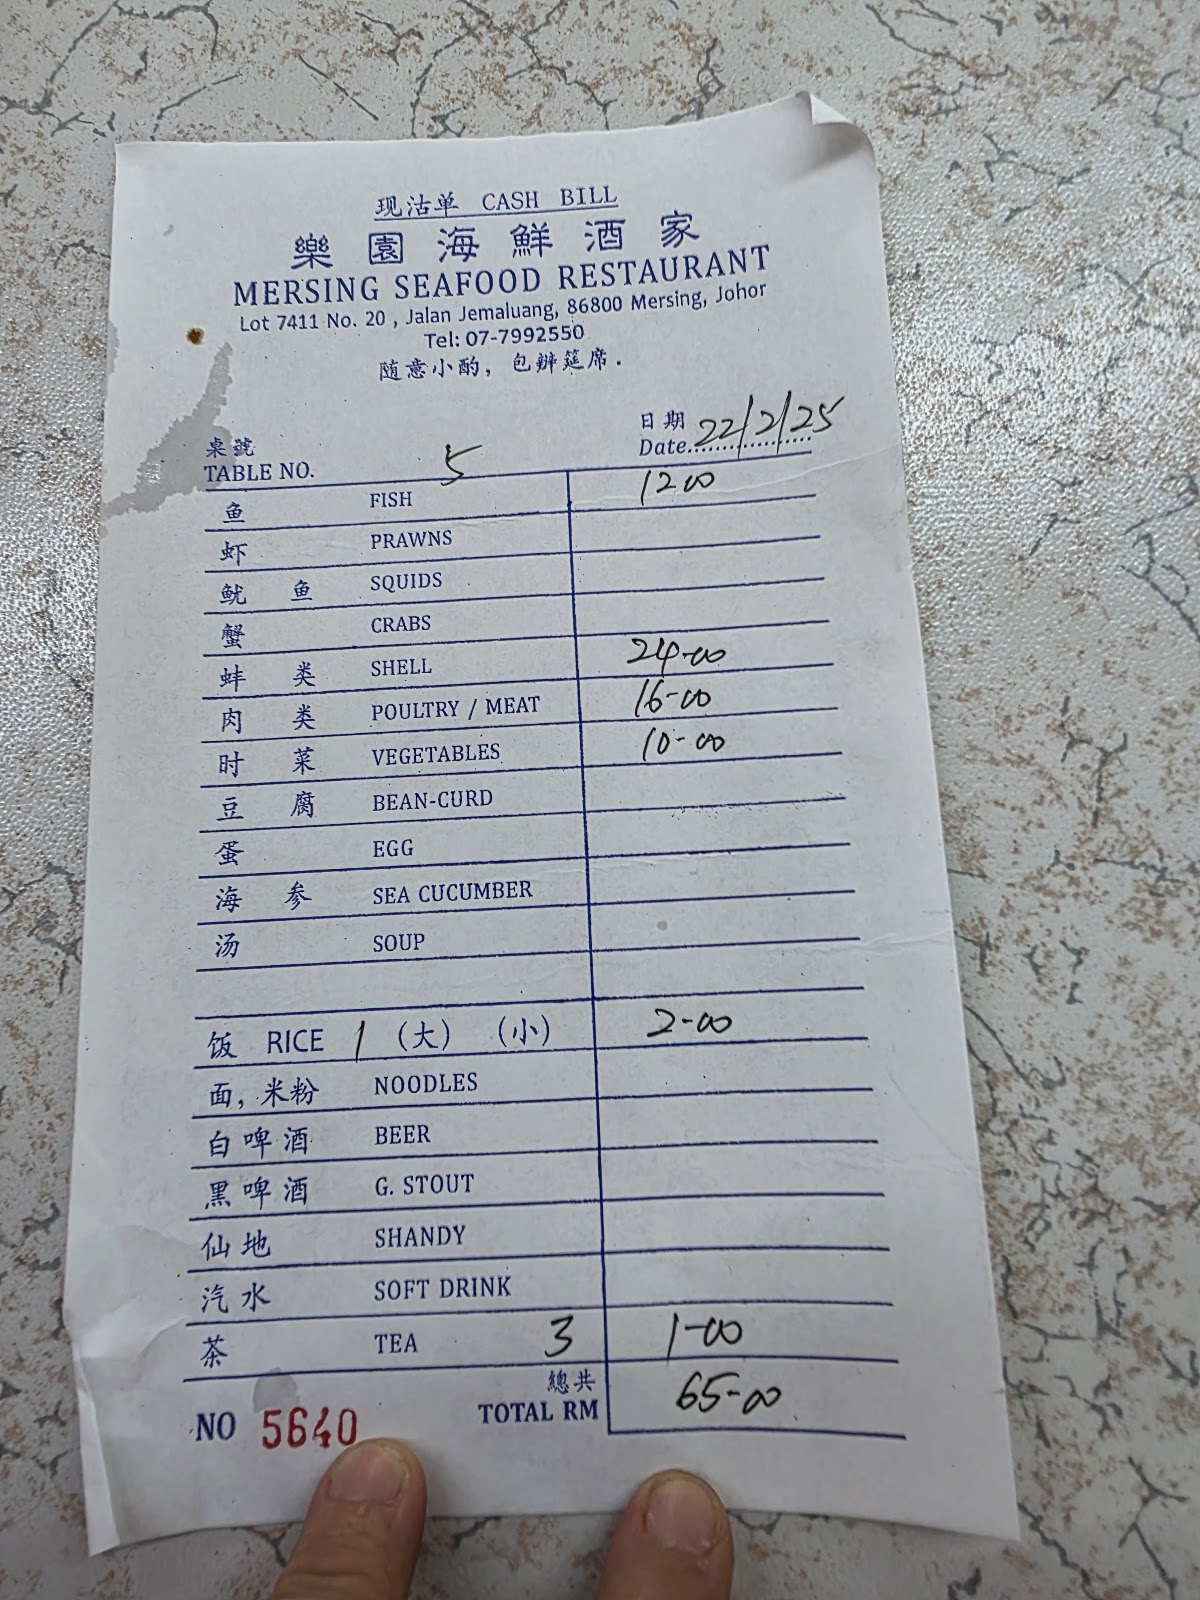 现沽单 CASH BILL
樂園海鮮酒家
MERSING SEAFOOD RESTAURANT
Lot 7411 No. 20 , Jalan Jemaluang, 86800 Mersing, Johor
Tel: 07-7992550
随意小酌, 包辦筵席.
日期
Date.................. 22/2/25
桌號
TABLE NO. 5
鱼 FISH 12 00
虾 PRAWNS
鱿鱼 SQUIDS
蟹 CRABS
蚌类 SHELL 24-00
肉类 POULTRY / MEAT 16-00
时菜 VEGETABLES 10-00
豆腐 BEAN-CURD
蛋 EGG
海参 SEA CUCUMBER
汤 SOUP
饭 RICE 1 (大) (小) 2-00
面, 米粉 NOODLES
白啤酒 BEER
黑啤酒 G. STOUT
仙地 SHANDY
汽水 SOFT DRINK
茶 TEA 3 1-00
總共
NO 5640 TOTAL RM 65-00